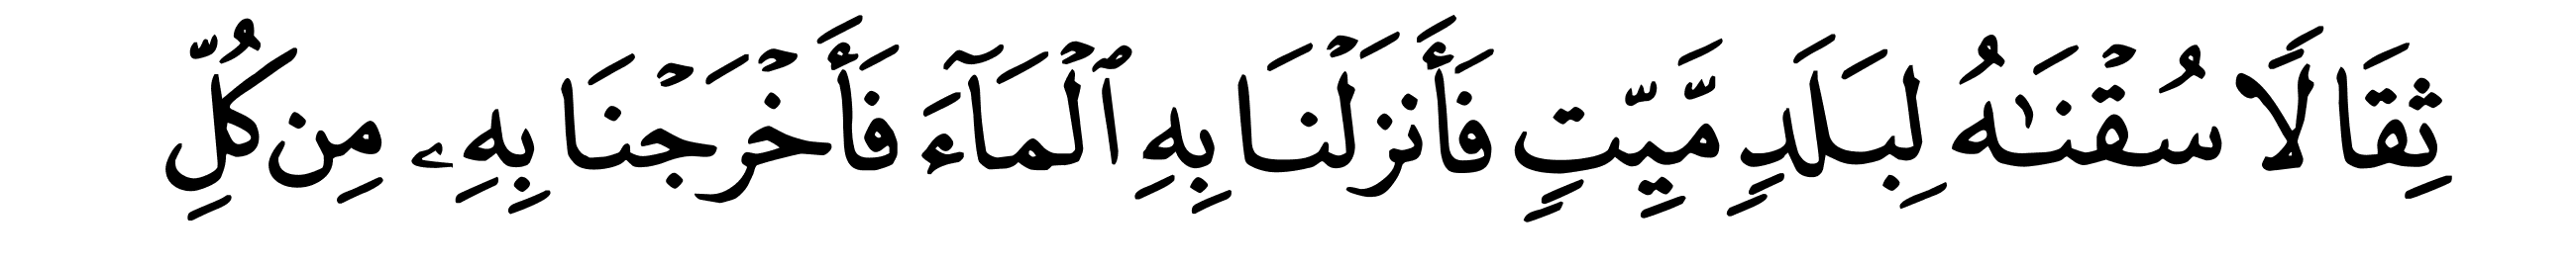 ثِقَالًا سُقۡنَـٰهُ لِبَلَدٍ مَّيِّتٍ فَأَنزَلۡنَا بِهِ ٱلۡمَآءَ فَأَخۡرَجۡنَا بِهِۦ مِن كُلِّ